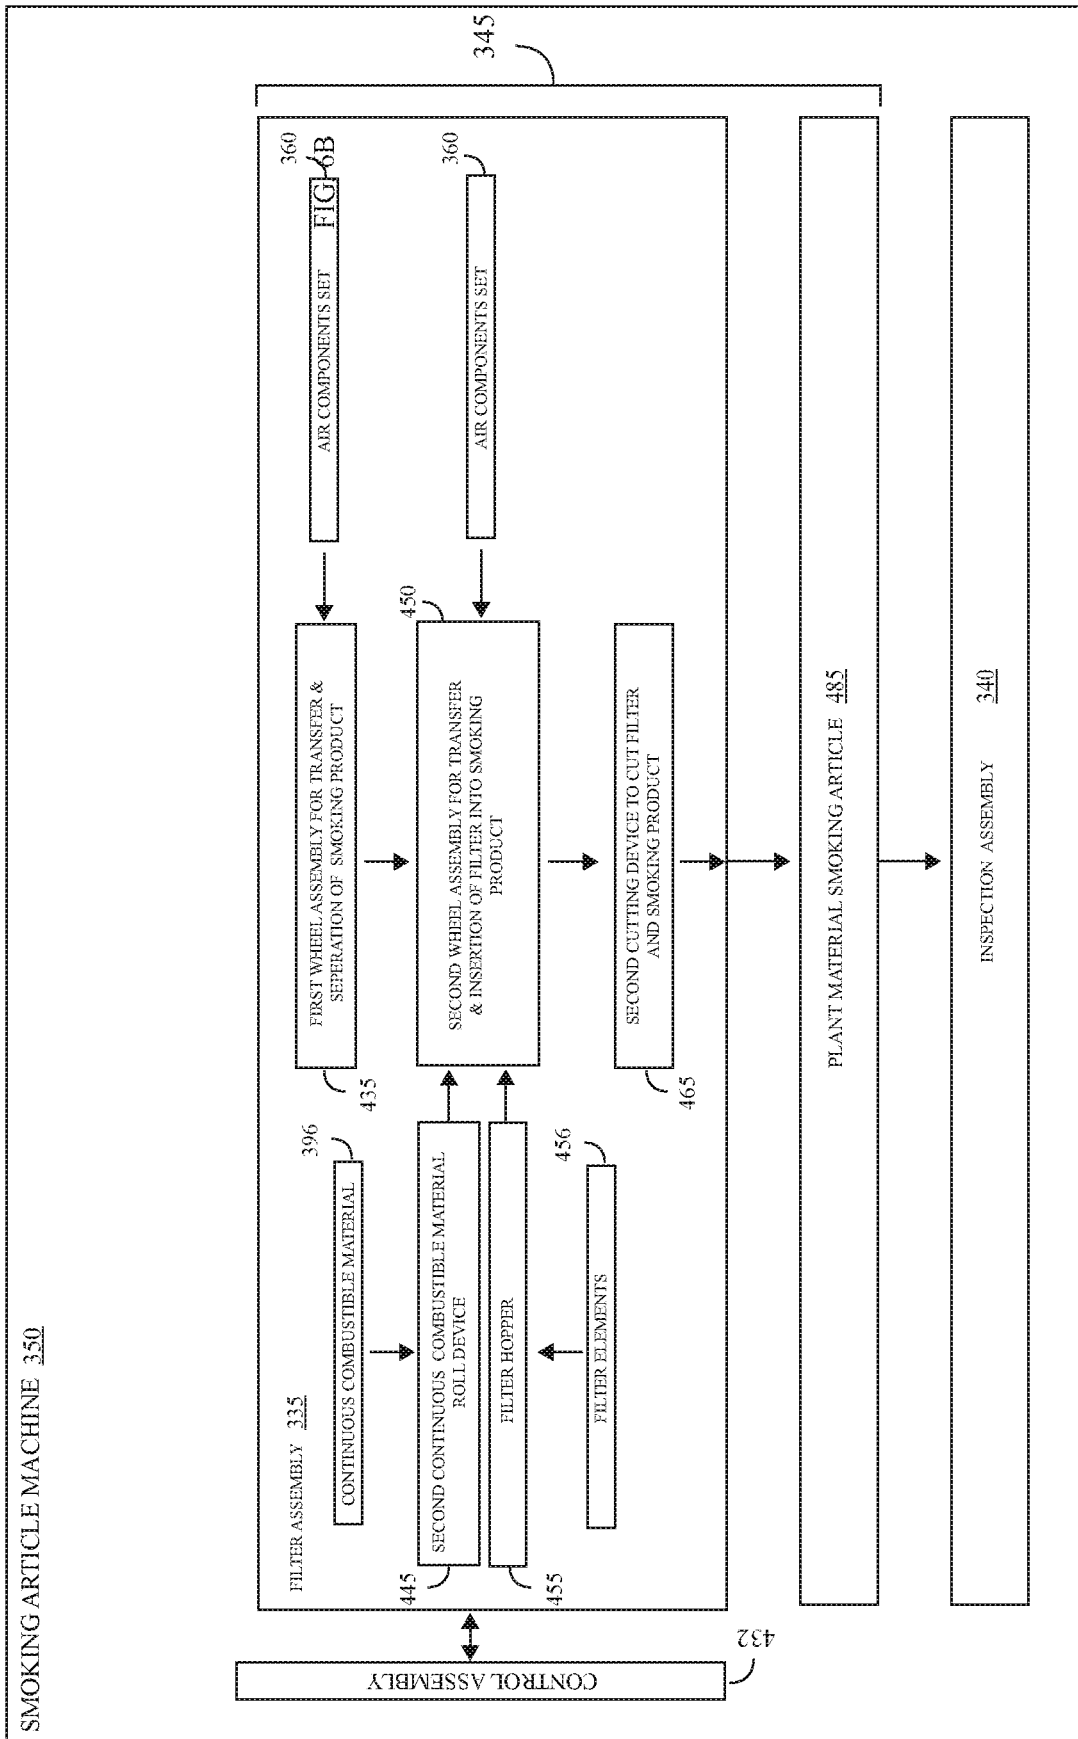 SMOKING ARTICLE MACHINE 350
345
FILTER ASSEMBLY 335
CONTINUOUS COMBUSTIBLE MATERIAL
396
FIRST WHEEL ASSEMBLY FOR TRANSFER &
SEPERATION OF SMOKING PRODUCT
435
AIR COMPONENTS SET
360
FIG 6B
SECOND CONTINUOUS COMBUSTIBLE MATERIAL
ROLL DEVICE
445
SECOND WHEEL ASSEMBLY FOR TRANSFER
& INSERTION OF FILTER INTO SMOKING
PRODUCT
450
AIR COMPONENTS SET
360
FILTER HOPPER
455
FILTER ELEMENTS
456
SECOND CUTTING DEVICE TO CUT FILTER
AND SMOKING PRODUCT
465
CONTROL ASSEMBLY
432
PLANT MATERIAL SMOKING ARTICLE 485
INSPECTION ASSEMBLY 340